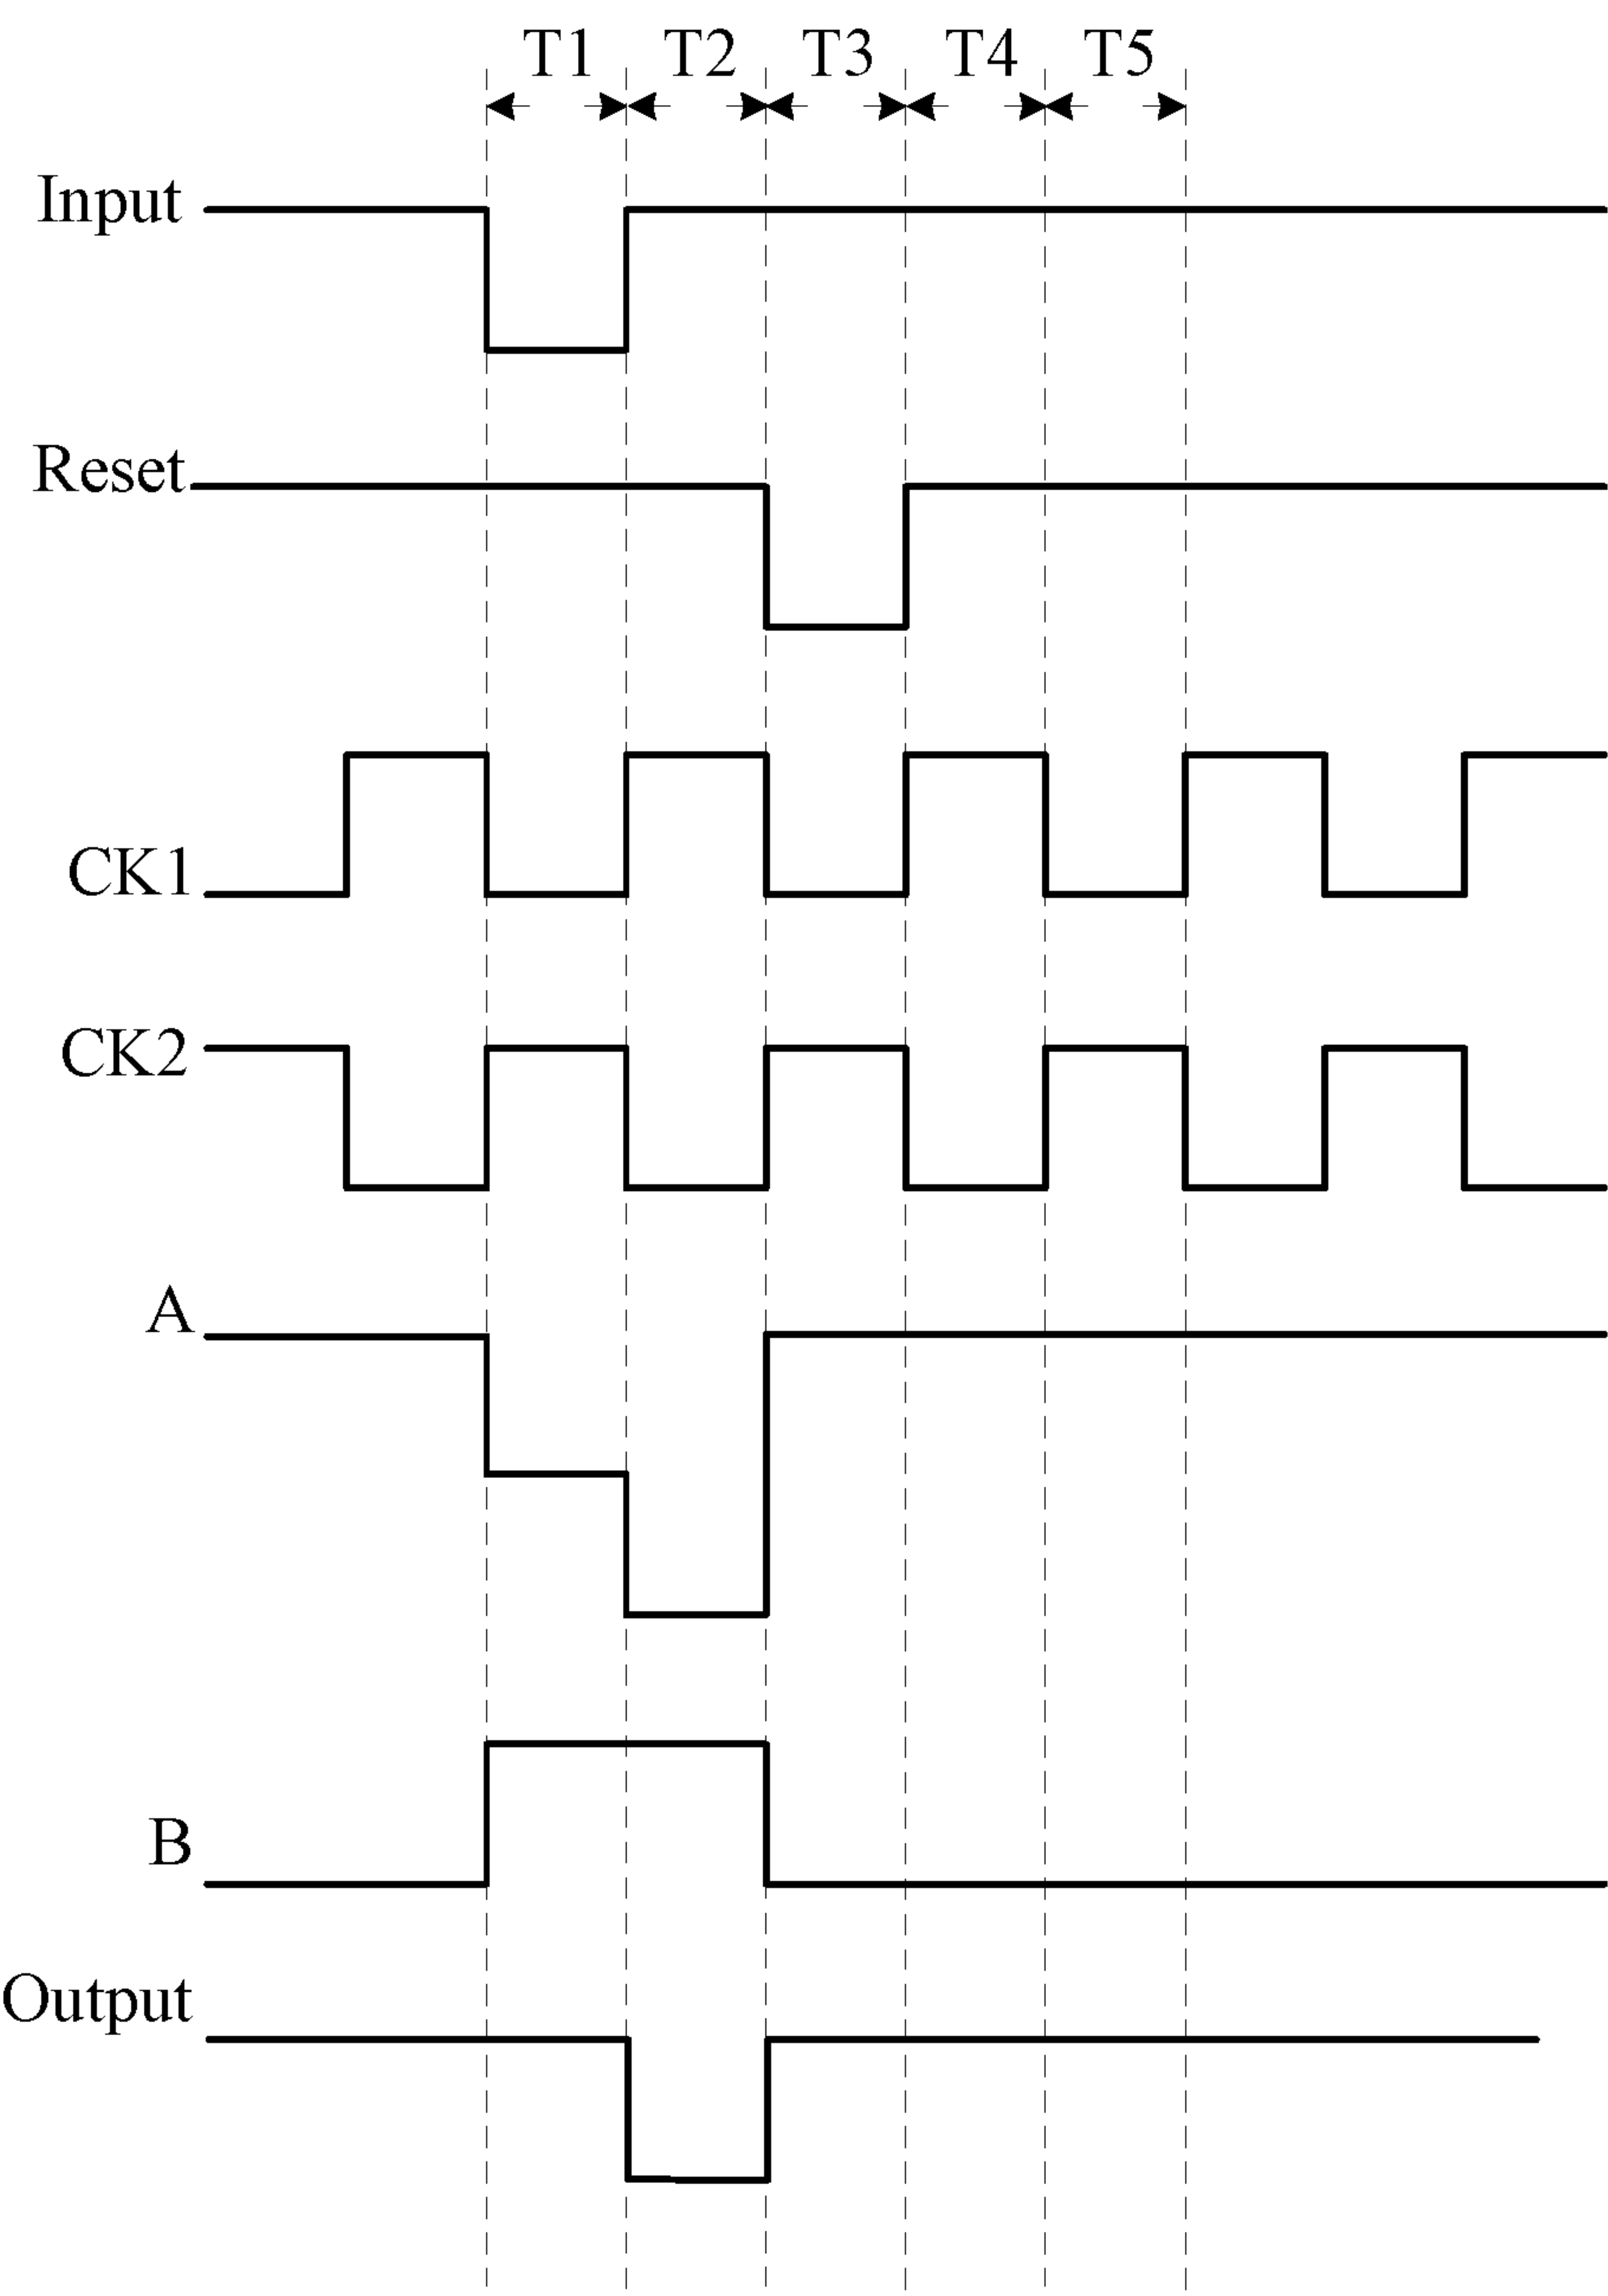 T1 T2 T3 T4 T5
Input
Reset
CK1
CK2
A
B
Output